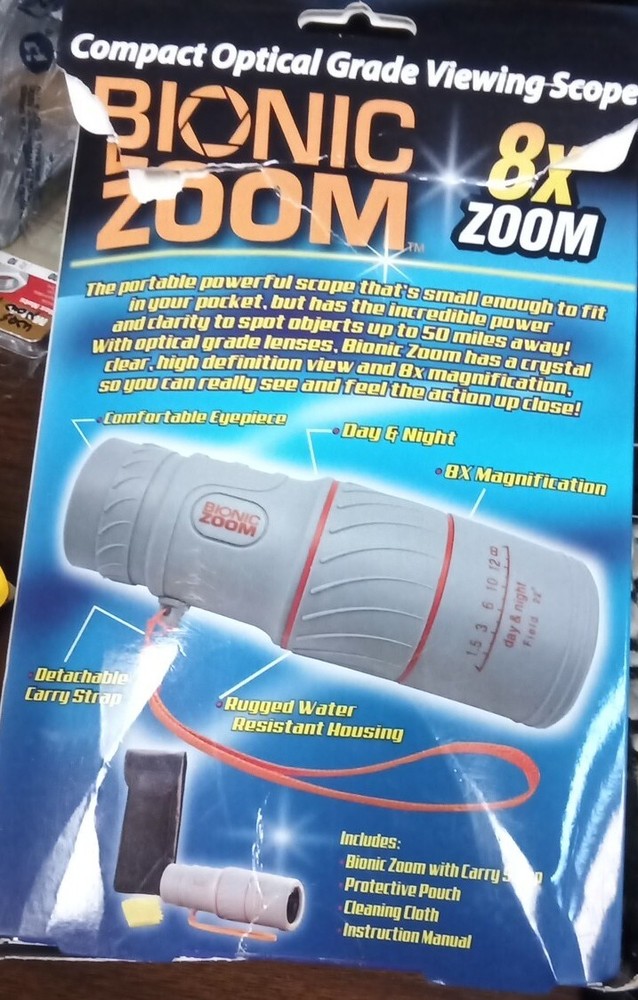 Compact Optical Grade Viewing Scope
BIONIC
ZOOM™
8x
ZOOM
The portable powerful scope that's small enough to fit
in your pocket, but has the incredible power
and clarity to spot objects up to 50 miles away!
With optical grade lenses, Bionic Zoom has a crystal
clear, high definition view and 8x magnification,
so you can really see and feel the action up close!
• Comfortable Eyepiece
• Day & Night
• 8X Magnification
BIONIC
ZOOM
1.5 3 6 10 12 ∞
day & night
Field
• Detachable
Carry Strap
• Rugged Water
Resistant Housing
Includes:
• Bionic Zoom with Carry
• Protective Pouch
• Cleaning Cloth
• Instruction Manual